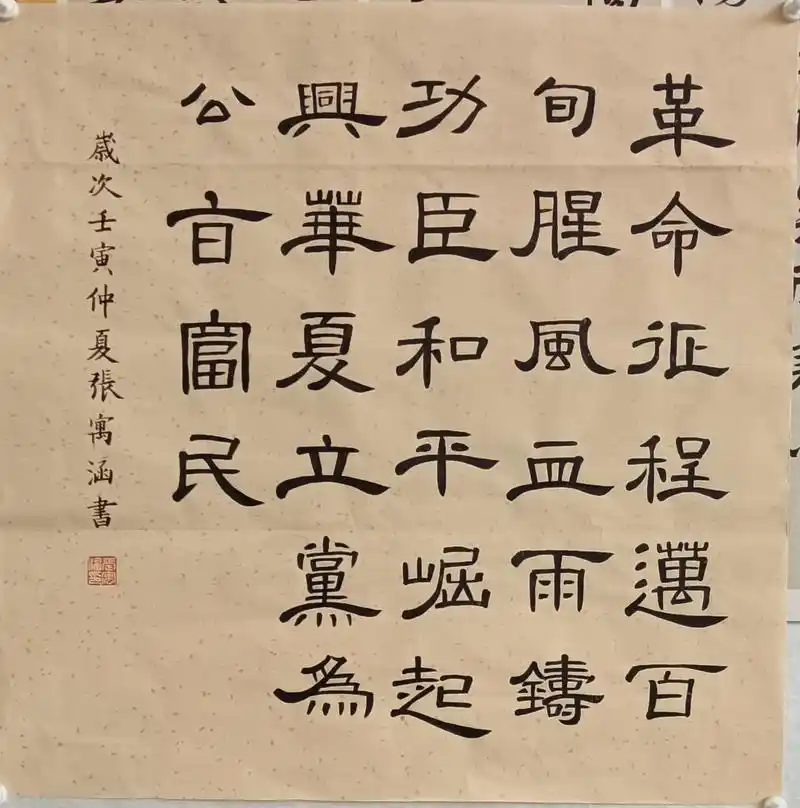 革命征程邁百
旬腥風血雨鑄
功臣和平崛起
興華夏立黨為
公富民
歲次壬寅仲夏張寓涵書